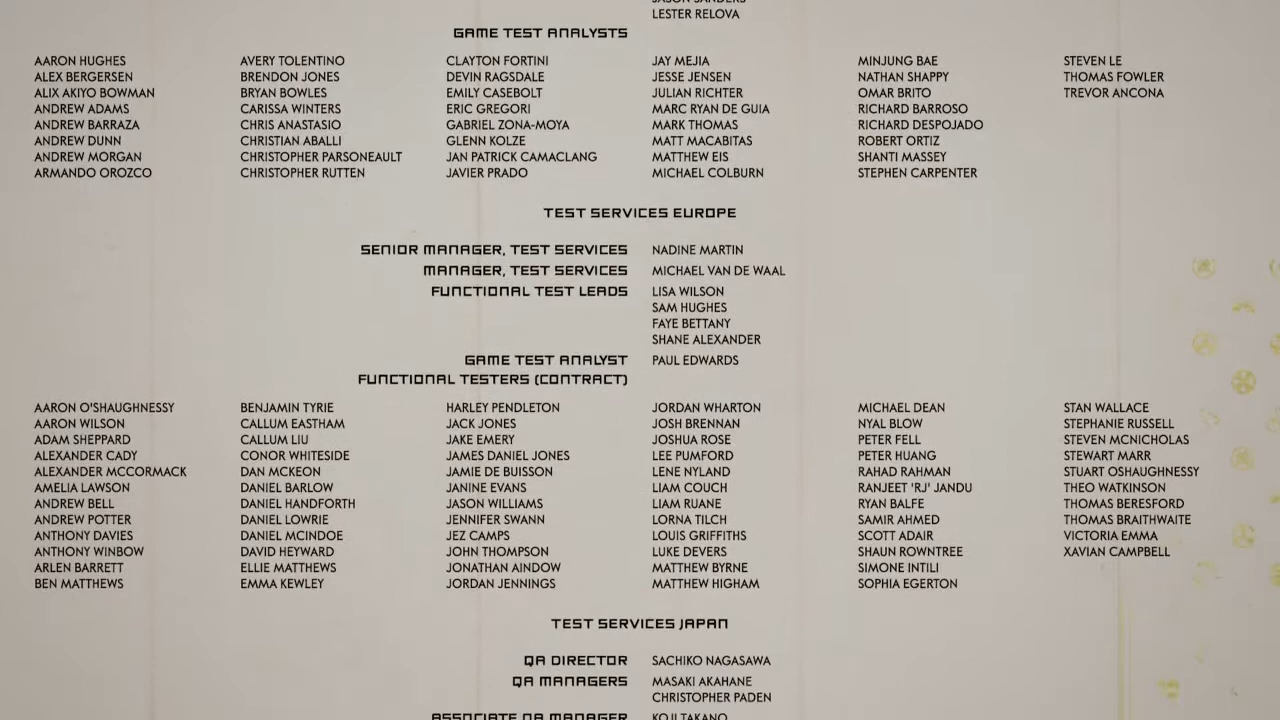 JASON SANDERS
LESTER RELOVA
GAME TEST ANALYSTS
AARON HUGHES AVERY TOLENTINO CLAYTON FORTINI JAY MEJIA MINJUNG BAE STEVEN LE
ALEX BERGERSEN BRENDON JONES DEVIN RAGSDALE JESSE JENSEN NATHAN SHAPPY THOMAS FOWLER
ALIX AKIYO BOWMAN BRYAN BOWLES EMILY CASEBOLT JULIAN RICHTER OMAR BRITO TREVOR ANCONA
ANDREW ADAMS CARISSA WINTERS ERIC GREGORI MARC RYAN DE GUIA RICHARD BARROSO
ANDREW BARRAZA CHRIS ANASTASIO GABRIEL ZONA-MOYA MARK THOMAS RICHARD DESPOJADO
ANDREW DUNN CHRISTIAN ABALLI GLENN KOLZE MATT MACABITAS ROBERT ORTIZ
ANDREW MORGAN CHRISTOPHER PARSONEAULT JAN PATRICK CAMACLANG MATTHEW EIS SHANTI MASSEY
ARMANDO OROZCO CHRISTOPHER RUTTEN JAVIER PRADO MICHAEL COLBURN STEPHEN CARPENTER
TEST SERVICES EUROPE
SENIOR MANAGER, TEST SERVICES NADINE MARTIN
MANAGER, TEST SERVICES MICHAEL VAN DE WAAL
FUNCTIONAL TEST LEADS LISA WILSON
SAM HUGHES
FAYE BETTANY
SHANE ALEXANDER
GAME TEST ANALYST PAUL EDWARDS
FUNCTIONAL TESTERS (CONTRACT)
AARON O'SHAUGHNESSY BENJAMIN TYRIE HARLEY PENDLETON JORDAN WHARTON MICHAEL DEAN STAN WALLACE
AARON WILSON CALLUM EASTHAM JACK JONES JOSH BRENNAN NYAL BLOW STEPHANIE RUSSELL
ADAM SHEPPARD CALLUM LIU JAKE EMERY JOSHUA ROSE PETER FELL STEVEN MCNICHOLAS
ALEXANDER CADY CONOR WHITESIDE JAMES DANIEL JONES LEE PUMFORD PETER HUANG STEWART MARR
ALEXANDER MCCORMACK DAN MCKEON JAMIE DE BUISSON LENE NYLAND RAHAD RAHMAN STUART OSHAUGHNESSY
AMELIA LAWSON DANIEL BARLOW JANINE EVANS LIAM COUCH RANJEET 'RJ' JANDU THEO WATKINSON
ANDREW BELL DANIEL HANDFORTH JASON WILLIAMS LIAM RUANE RYAN BALFE THOMAS BERESFORD
ANDREW POTTER DANIEL LOWRIE JENNIFER SWANN LORNA TILCH SAMIR AHMED THOMAS BRAITHWAITE
ANTHONY DAVIES DANIEL MCINDOE JEZ CAMPS LOUIS GRIFFITHS SCOTT ADAIR VICTORIA EMMA
ANTHONY WINBOW DAVID HEYWARD JOHN THOMPSON LUKE DEVERS SHAUN ROWNTREE XAVIAN CAMPBELL
ARLEN BARRETT ELLIE MATTHEWS JONATHAN AINDOW MATTHEW BYRNE SIMONE INTILI
BEN MATTHEWS EMMA KEWLEY JORDAN JENNINGS MATTHEW HIGHAM SOPHIA EGERTON
TEST SERVICES JAPAN
QA DIRECTOR SACHIKO NAGASAWA
QA MANAGERS MASAKI AKAHANE
CHRISTOPHER PADEN
ASSOCIATE QA MANAGER KOJI TAKANO